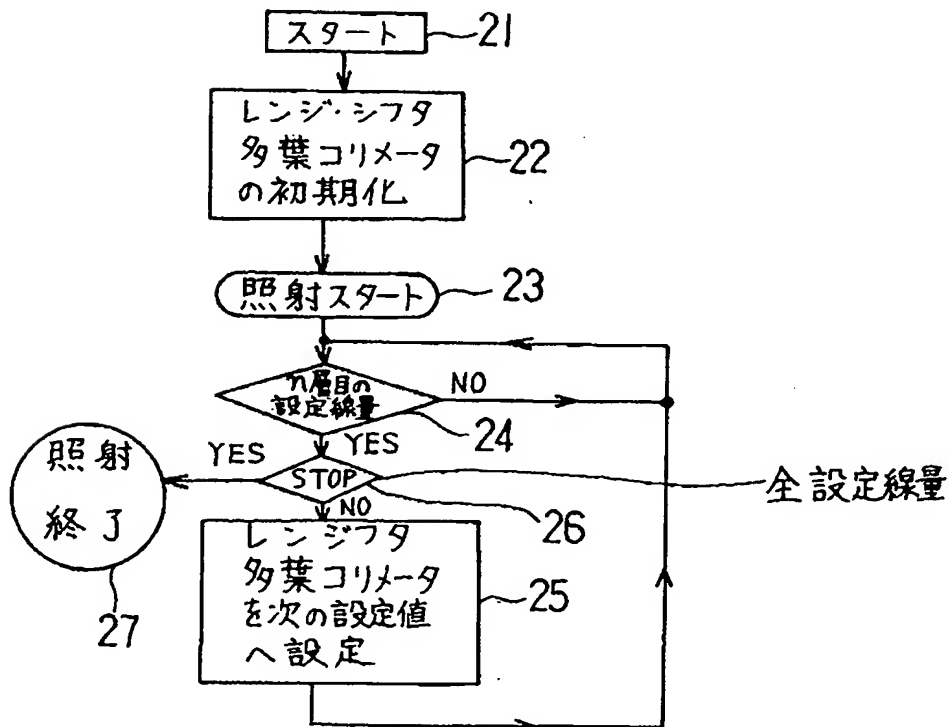 スタート
21
レンジ・シフタ
多葉コリメータ
の初期化
22
照射スタート
23
n層目の
設定線量
NO
24
YES
YES
STOP
全設定線量
26
NO
照射
終了
27
レンジフタ
多葉コリメータ
を次の設定値
へ設定
25